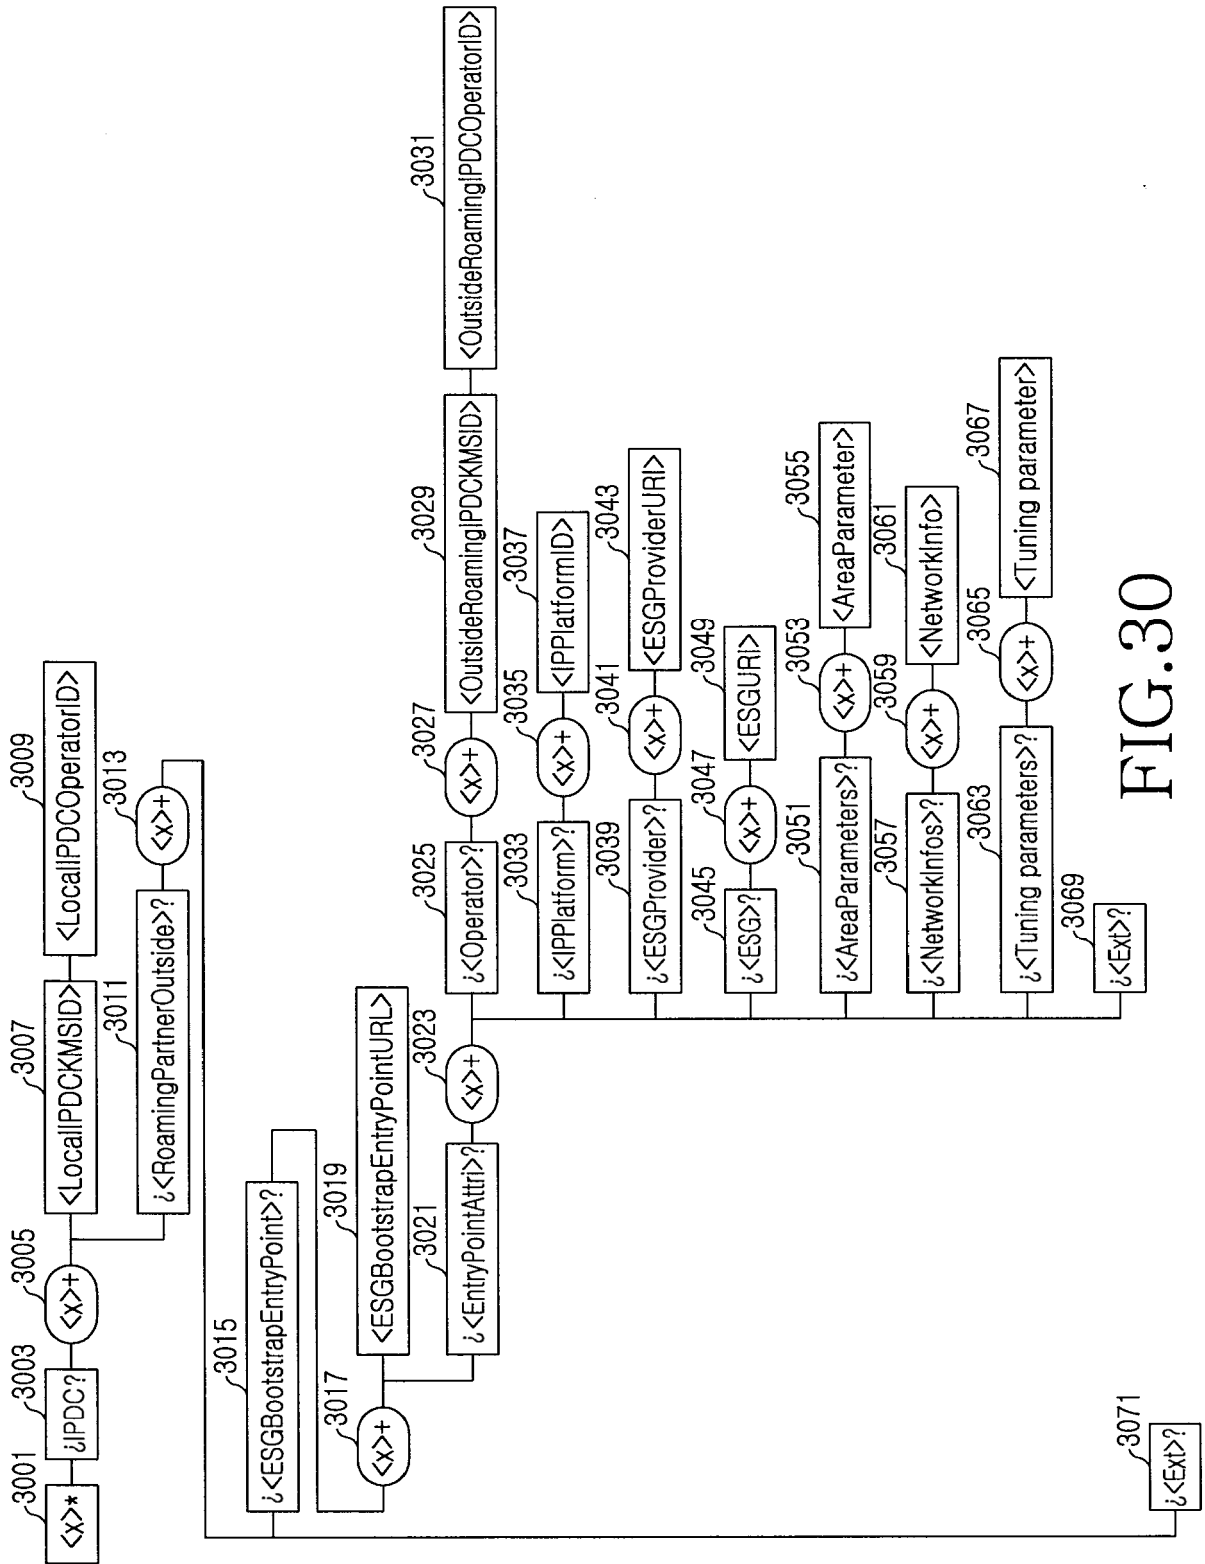 3001
<x>*
3003
¿IPDC?
3005
<x>+
3007
<LocalIPDCKMSID>
3009
<LocalIPDCOperatorID>
3011
¿<RoamingPartnerOutside>?
3013
<x>+
3015
¿<ESGBootstrapEntryPoint>?
3017
<x>+
3019
<ESGBootstrapEntryPointURL>
3021
¿<EntryPointAttri>?
3023
<x>+
3025
¿<Operator>?
3027
<x>+
3029
<OutsideRoamingIPDCKMSID>
3031
<OutsideRoamingIPDCOperatorID>
3033
¿<IPPlatform>?
3035
<x>+
3037
<IPPlatformID>
3039
¿<ESGProvider>?
3041
<x>+
3043
<ESGProviderURI>
3045
¿<ESG>?
3047
<x>+
3049
<ESGURI>
3051
¿<AreaParameters>?
3053
<x>+
3055
<AreaParameter>
3057
¿<NetworkInfos>?
3059
<x>+
3061
<NetworkInfo>
3063
¿<Tuning parameters>?
3065
<x>+
3067
<Tuning parameter>
3069
¿<Ext>?
3071
¿<Ext>?
FIG.30